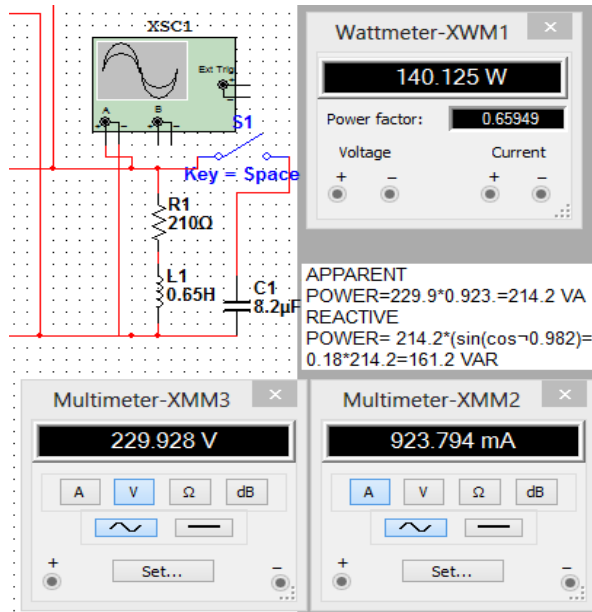 XSC1
Ext Trig
+
–
A
B
+ – + –
S1
Key = Space
R1
210Ω
L1
0.65H
C1
8.2µF
Wattmeter-XWM1
140.125 W
Power factor: 0.65949
Voltage Current
+ – + –
APPARENT
POWER=229.9*0.923.=214.2 VA
REACTIVE
POWER= 214.2*(sin(cos¬0.982)=
0.18*214.2=161.2 VAR
Multimeter-XMM3
229.928 V
A V Ω dB
+ Set... –
Multimeter-XMM2
923.794 mA
A V Ω dB
+ Set... –